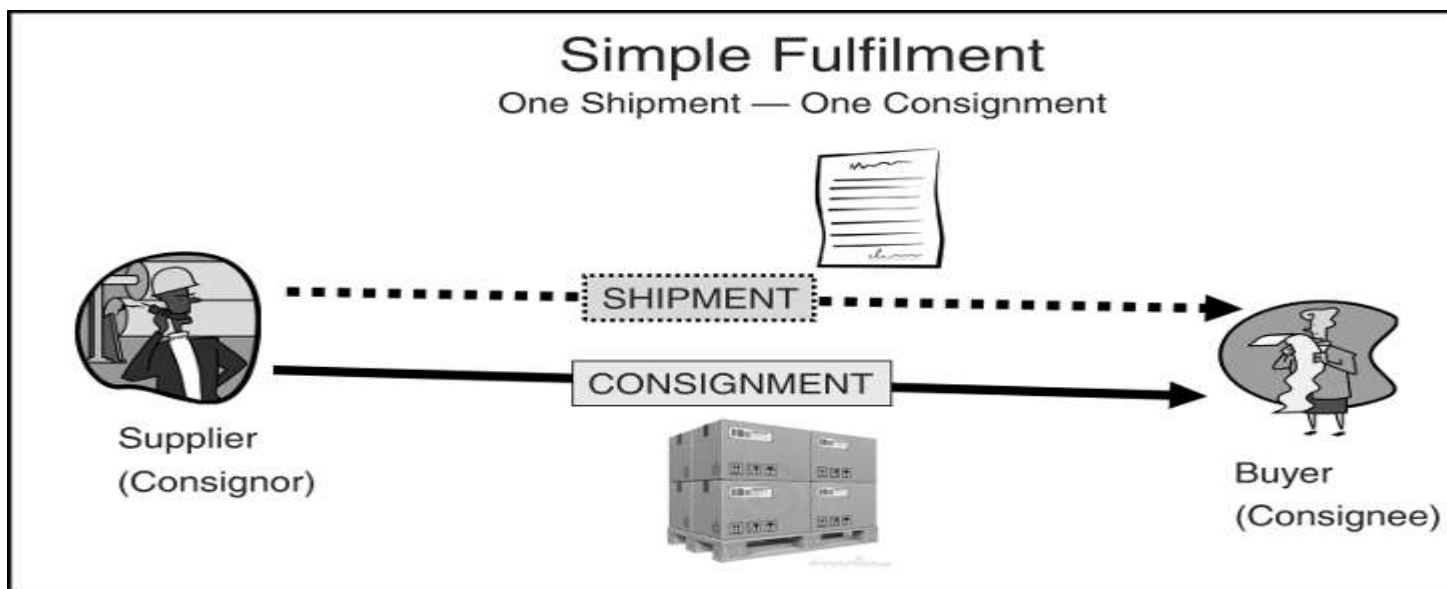 Simple Fulfilment
One Shipment — One Consignment
SHIPMENT
CONSIGNMENT
Supplier
(Consignor)
Buyer
(Consignee)